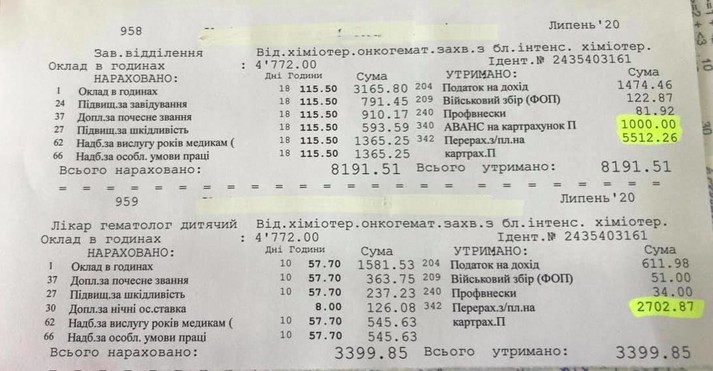 958 Липень'20
Зав.відділення Від.хіміотер.онкогемат.захв.з бл.інтенс. хіміотер.
Оклад в годинах : 4'772.00 Ідент.№ 2435403161
НАРАХОВАНО: Дні Години Сума УТРИМАНО: Сума
1 Оклад в годинах 18 115.50 3165.80 204 Податок на дохід 1474.46
24 Підвищ.за завідування 18 115.50 791.45 209 Військовий збір (ФОП) 122.87
37 Допл.за почесне звання 18 115.50 910.17 240 Профвнески 81.92
27 Підвищ.за шкідливість 18 115.50 593.59 340 АВАНС на картрахунок П 1000.00
62 Надб.за вислугу років медикам ( 18 115.50 1365.25 342 Перерах.з/пл.на 5512.26
66 Надб.за особл. умови праці 18 115.50 1365.25 картрах.П
Всього нараховано: 8191.51 Всього утримано: 8191.51
= = = = = = = = = = = = = = = = = = = = = = = = = = =
959 Липень'20
Лікар гематолог дитячий Від.хіміотер.онкогемат.захв.з бл.інтенс. хіміотер.
Оклад в годинах : 4'772.00 Ідент.№ 2435403161
НАРАХОВАНО: Дні Години Сума УТРИМАНО: Сума
1 Оклад в годинах 10 57.70 1581.53 204 Податок на дохід 611.98
37 Допл.за почесне звання 10 57.70 363.75 209 Військовий збір (ФОП) 51.00
27 Підвищ.за шкідливість 10 57.70 237.23 240 Профвнески 34.00
30 Допл.за нічні ос.ставка 8.00 126.08 342 Перерах.з/пл.на 2702.87
62 Надб.за вислугу років медикам ( 10 57.70 545.63 картрах.П
66 Надб.за особл. умови праці 10 57.70 545.63
Всього нараховано: 3399.85 Всього утримано: 3399.85